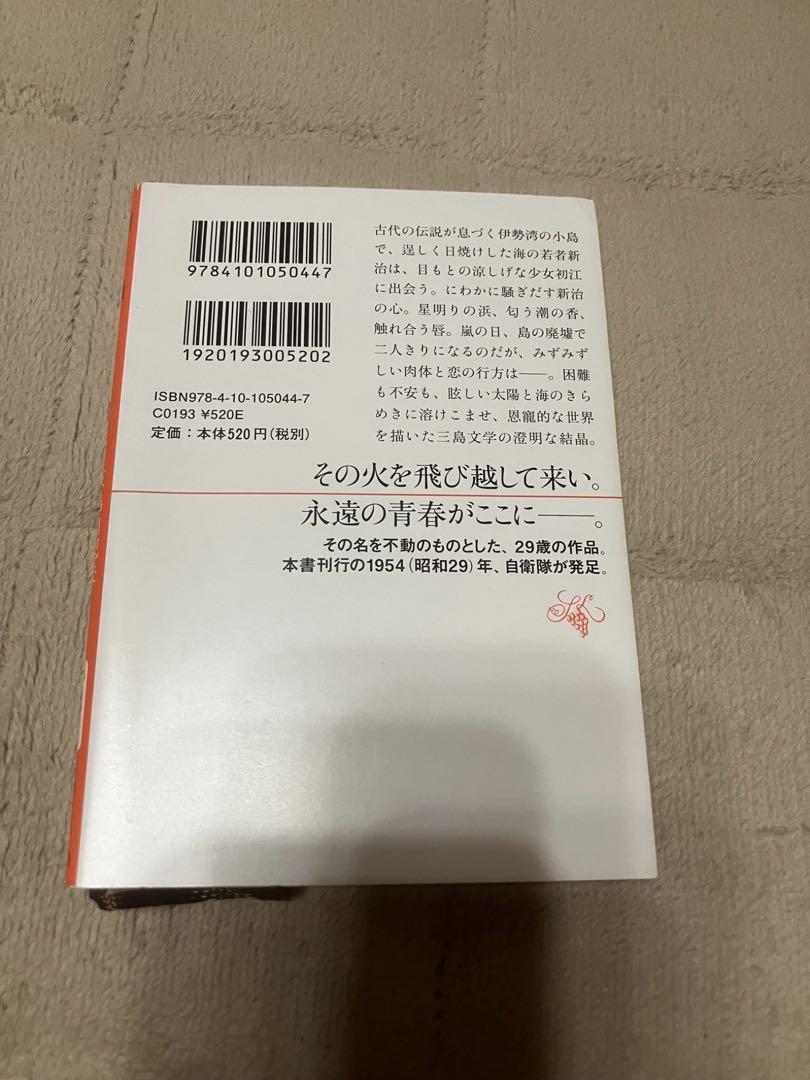 9784101050447
1920193005202
ISBN978-4-10-105044-7
C0193 ¥520E
定価：本体520円(税別)
古代の伝説が息づく伊勢湾の小島
で、逞しく日焼けした海の若者新
治は、目もとの涼しげな少女初江
に出会う。にわかに騒ぎだす新治
の心。星明りの浜、匂う潮の香、
触れ合う唇。嵐の日、島の廃墟で
二人きりになるのだが、みずみず
しい肉体と恋の行方は――。困難
も不安も、眩しい太陽と海のきら
めきに溶けこませ、恩寵的な世界
を描いた三島文学の澄明な結晶。
その火を飛び越して来い。
永遠の青春がここに――。
その名を不動のものとした、29歳の作品。
本書刊行の1954(昭和29)年、自衛隊が発足。